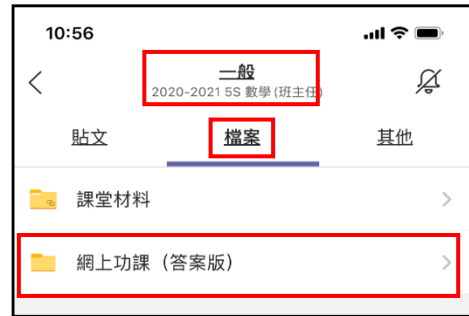 10:56
一般
2020-2021 5S 數學 (班主任)
貼文 檔案 其他
課堂材料
網上功課（答案版）